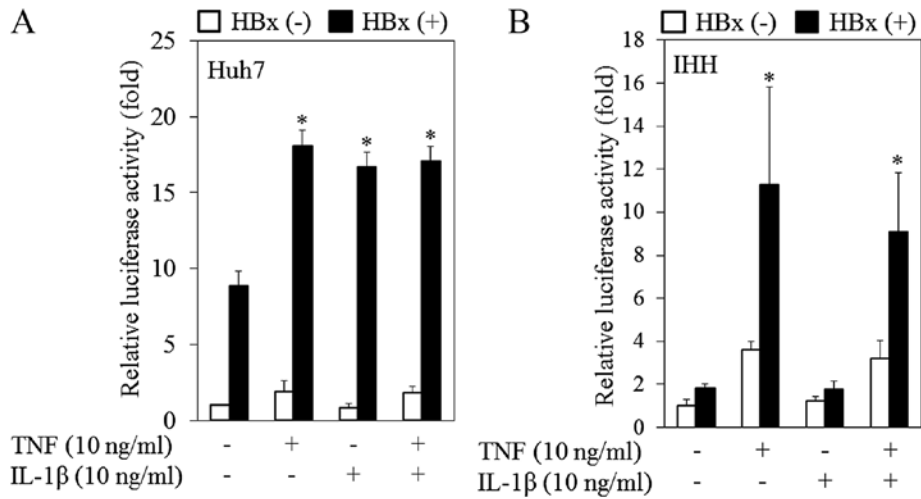 A
HBx (-) HBx (+)
Relative luciferase activity (fold)
25
20
15
10
5
0
Huh7
* * *
TNF (10 ng/ml) - + - +
IL-1β (10 ng/ml) - - + +
B
HBx (-) HBx (+)
Relative luciferase activity (fold)
18
16
14
12
10
8
6
4
2
0
IHH
* *
TNF (10 ng/ml) - + - +
IL-1β (10 ng/ml) - - + +